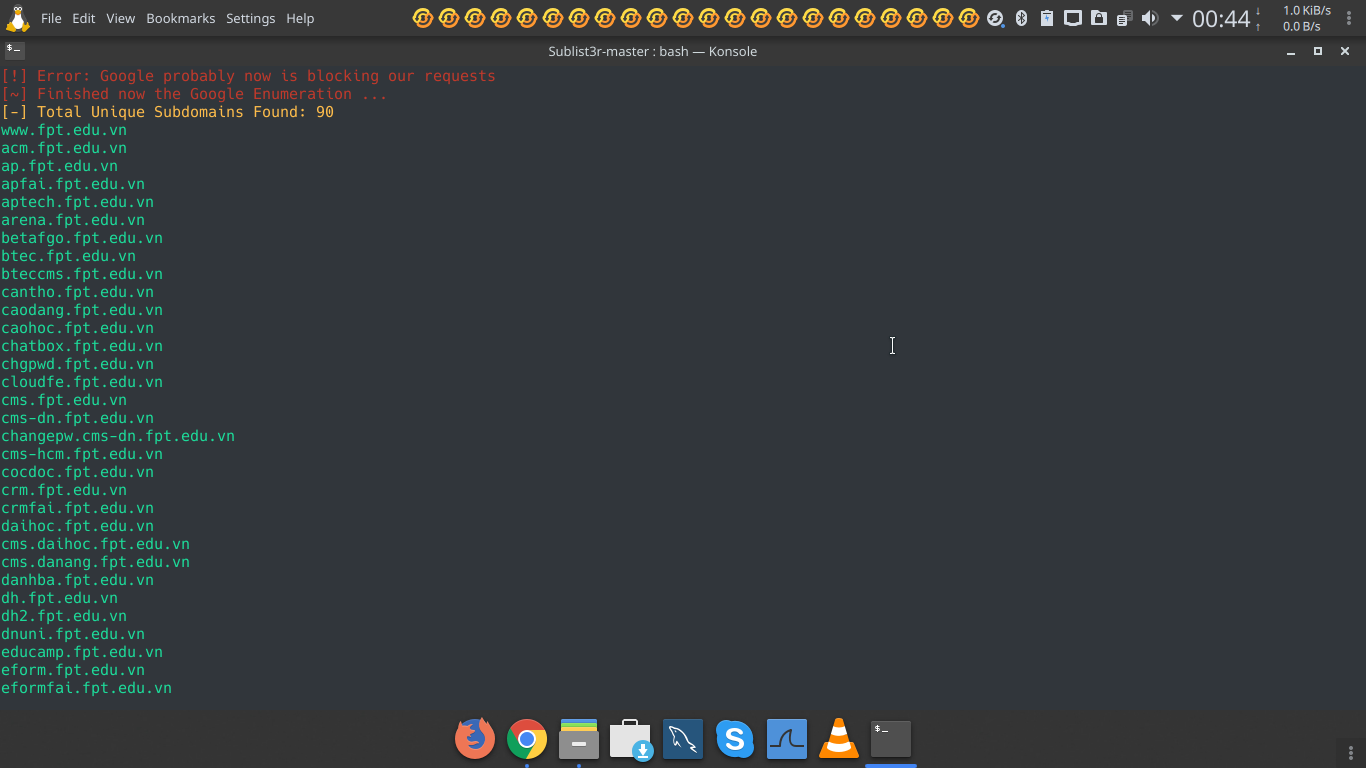 File Edit View Bookmarks Settings Help
00:44
1.0 KiB/s
0.0 B/s
Sublist3r-master : bash — Konsole
[!] Error: Google probably now is blocking our requests
[~] Finished now the Google Enumeration ...
[-] Total Unique Subdomains Found: 90
www.fpt.edu.vn
acm.fpt.edu.vn
ap.fpt.edu.vn
apfai.fpt.edu.vn
aptech.fpt.edu.vn
arena.fpt.edu.vn
betafgo.fpt.edu.vn
btec.fpt.edu.vn
bteccms.fpt.edu.vn
cantho.fpt.edu.vn
caodang.fpt.edu.vn
caohoc.fpt.edu.vn
chatbox.fpt.edu.vn
chgpwd.fpt.edu.vn
cloudfe.fpt.edu.vn
cms.fpt.edu.vn
cms-dn.fpt.edu.vn
changepw.cms-dn.fpt.edu.vn
cms-hcm.fpt.edu.vn
cocdoc.fpt.edu.vn
crm.fpt.edu.vn
crmfai.fpt.edu.vn
daihoc.fpt.edu.vn
cms.daihoc.fpt.edu.vn
cms.danang.fpt.edu.vn
danhba.fpt.edu.vn
dh.fpt.edu.vn
dh2.fpt.edu.vn
dnuni.fpt.edu.vn
educamp.fpt.edu.vn
eform.fpt.edu.vn
eformfai.fpt.edu.vn